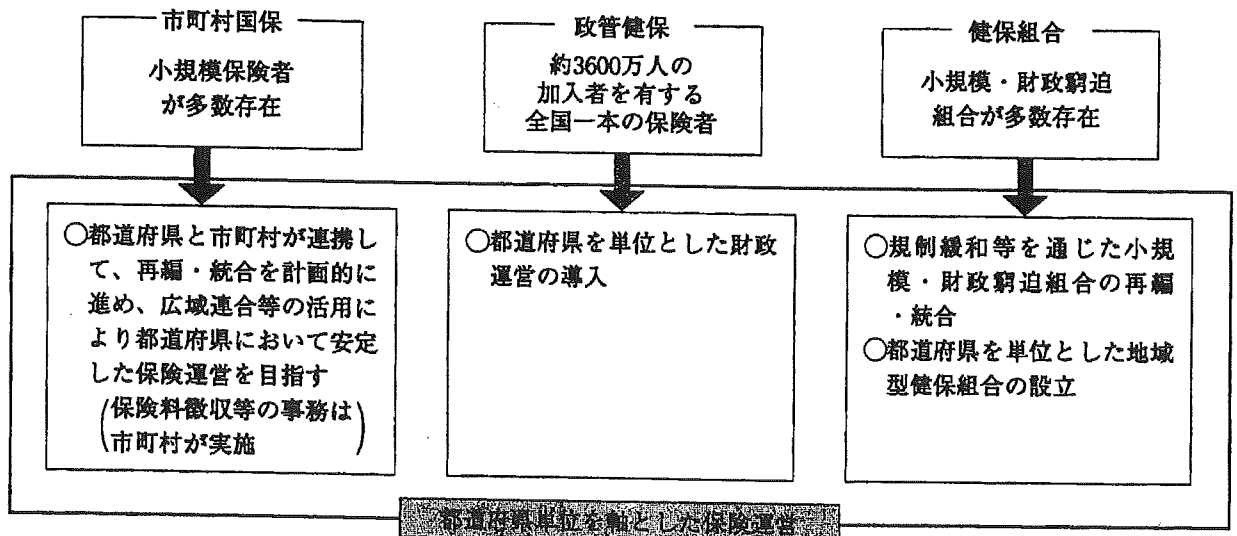 市町村国保
小規模保険者
が多数存在
政管健保
約3600万人の
加入者を有する
全国一本の保険者
健保組合
小規模・財政窮迫
組合が多数存在
○都道府県と市町村が連携し
て、再編・統合を計画的に
進め、広域連合等の活用に
より都道府県において安定
した保険運営を目指す
(保険料徴収等の事務は
市町村が実施)
○都道府県を単位とした財政
運営の導入
○規制緩和等を通じた小規
模・財政窮迫組合の再編
・統合
○都道府県を単位とした地域
型健保組合の設立
都道府県単位を軸とした保険運営